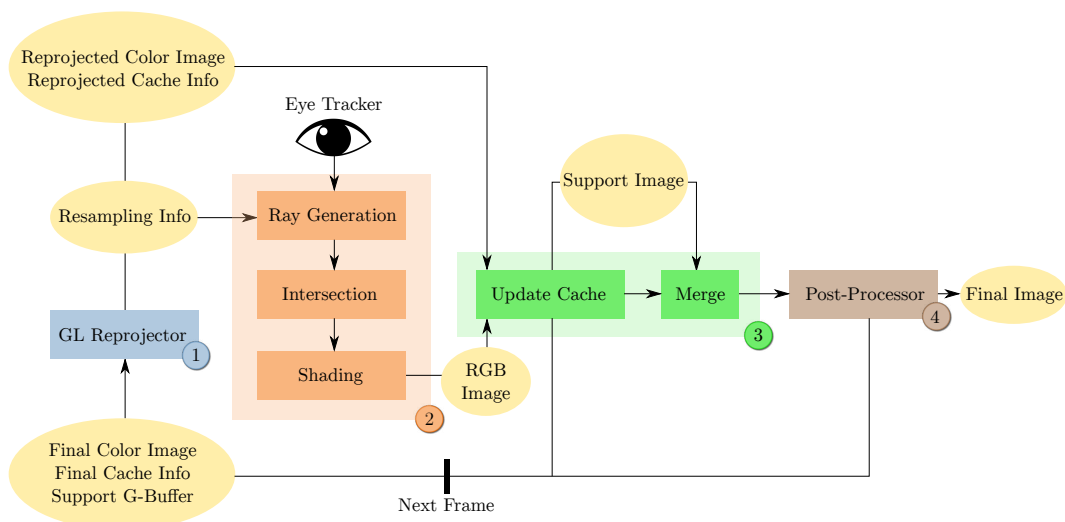 Reprojected Color Image
Reprojected Cache Info
Eye Tracker
Support Image
Resampling Info
Ray Generation
Intersection
Update Cache
Merge
Post-Processor
Final Image
GL Reprojector
1
3
4
Shading
RGB
Image
2
Final Color Image
Final Cache Info
Support G-Buffer
Next Frame